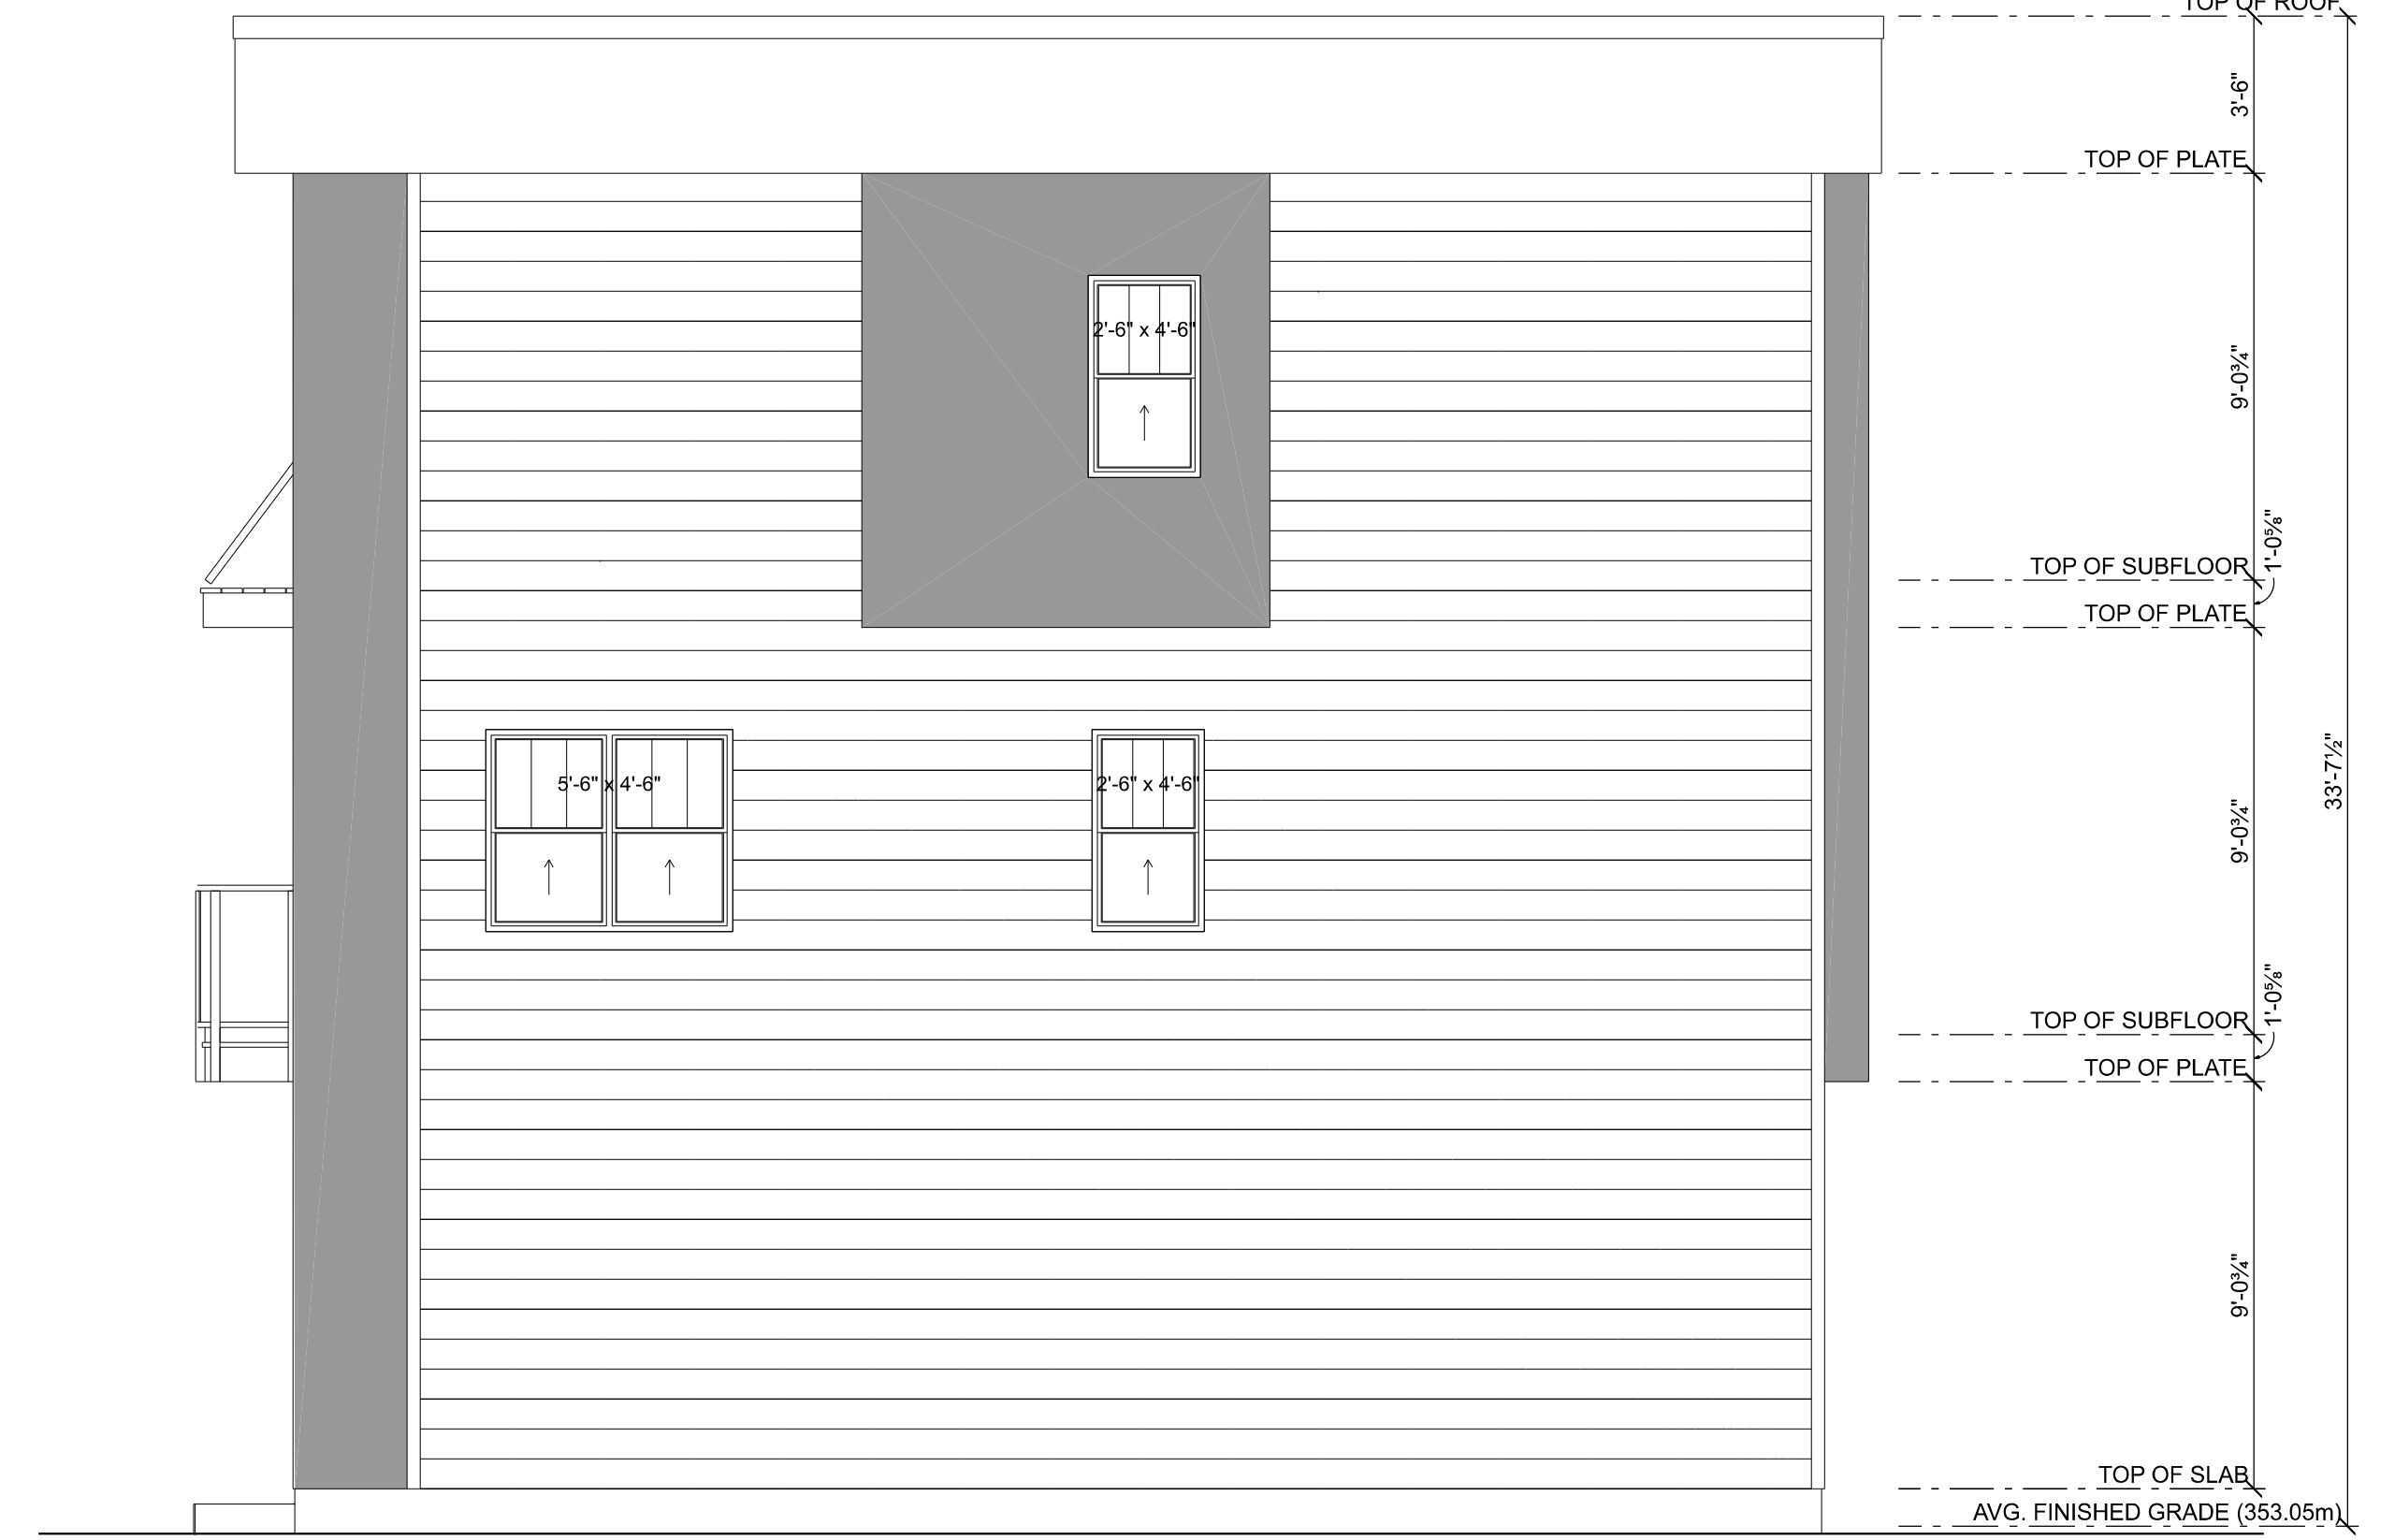 TOP OF ROOF
3'-6"
TOP OF PLATE
2'-6" x 4'-6"
9'-0¾"
TOP OF SUBFLOOR
1'-0⅝"
TOP OF PLATE
5'-6" x 4'-6"
2'-6" x 4'-6"
9'-0¾"
33'-7½"
TOP OF SUBFLOOR
1'-0⅝"
TOP OF PLATE
9'-0¾"
TOP OF SLAB
AVG. FINISHED GRADE (353.05m)